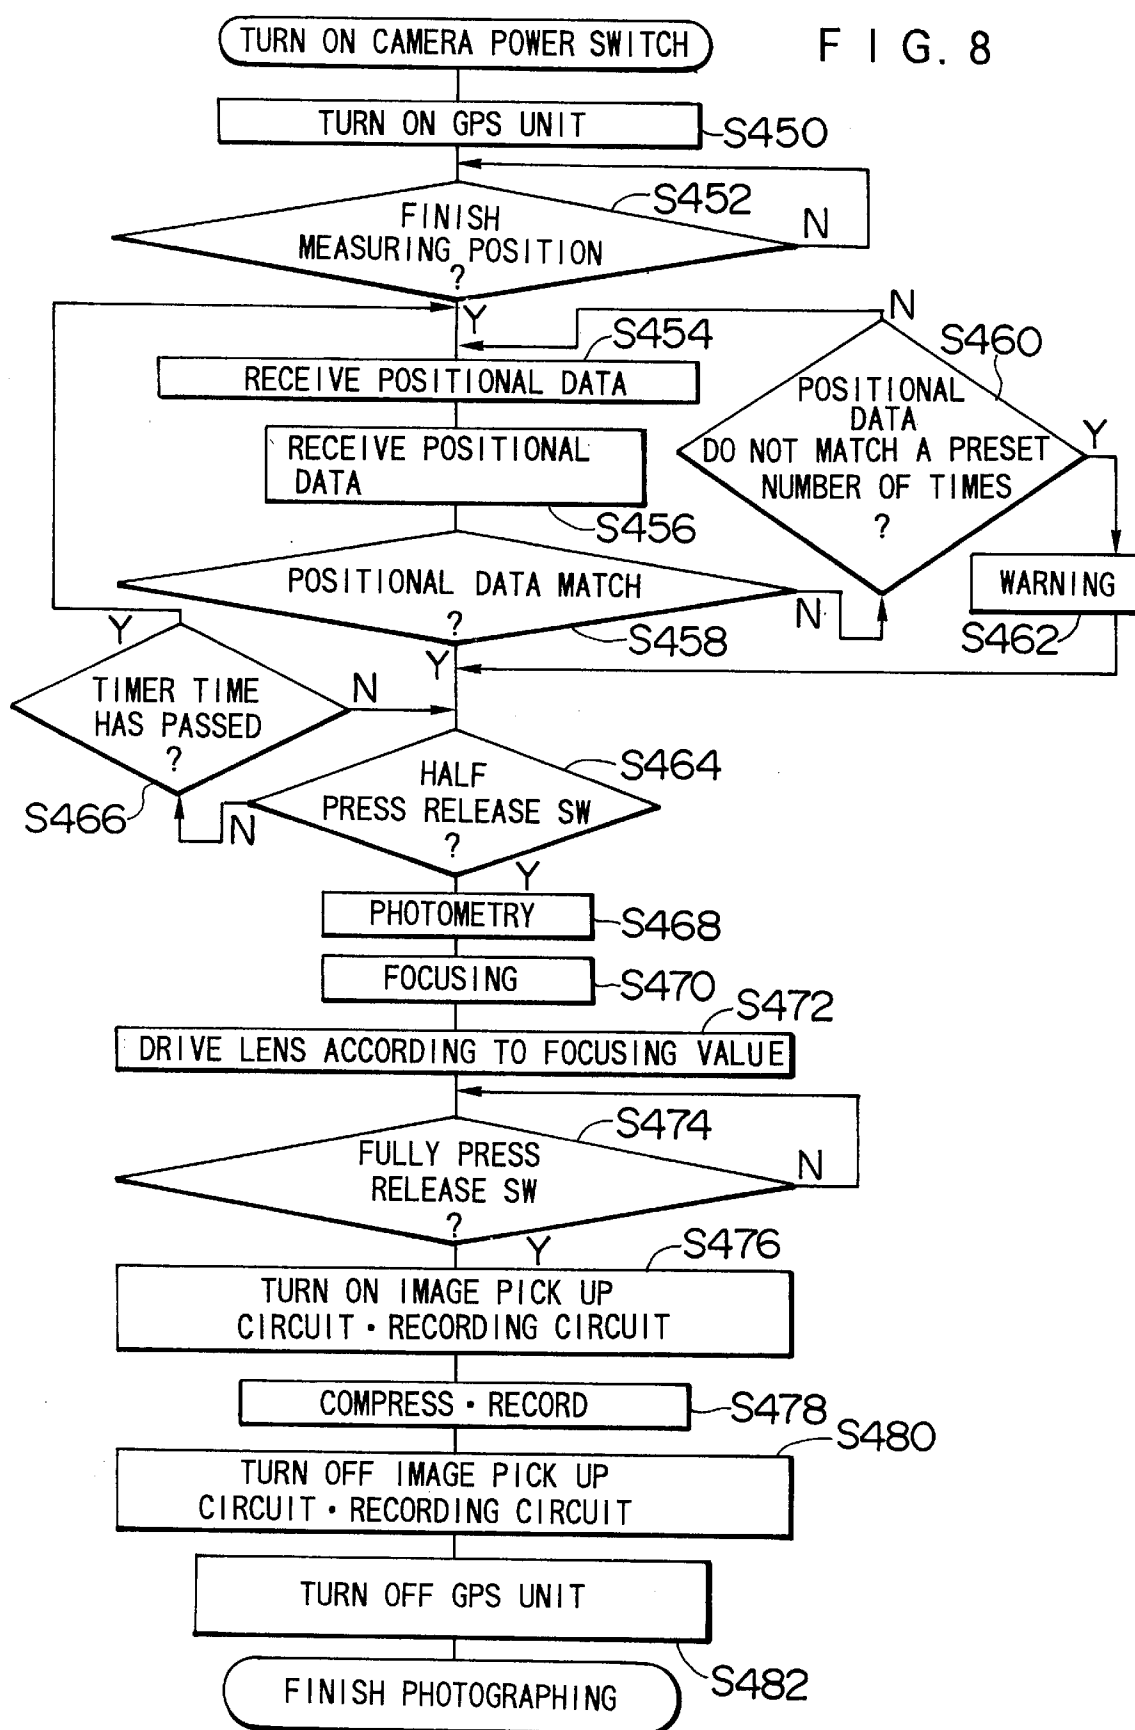 TURN ON CAMERA POWER SWITCH
F I G. 8
TURN ON GPS UNIT
S450
S452
FINISH
MEASURING POSITION
?
N
Y
N
S454
S460
RECEIVE POSITIONAL DATA
POSITIONAL
DATA
DO NOT MATCH A PRESET
NUMBER OF TIMES
?
Y
RECEIVE POSITIONAL
DATA
S456
POSITIONAL DATA MATCH
?
N
WARNING
S458
S462
Y
Y
TIMER TIME
HAS PASSED
?
N
S466
S464
HALF
PRESS RELEASE SW
?
N
Y
PHOTOMETRY
S468
FOCUSING
S470
S472
DRIVE LENS ACCORDING TO FOCUSING VALUE
S474
FULLY PRESS
RELEASE SW
?
N
Y
S476
TURN ON IMAGE PICK UP
CIRCUIT・RECORDING CIRCUIT
COMPRESS・RECORD
S478
S480
TURN OFF IMAGE PICK UP
CIRCUIT・RECORDING CIRCUIT
TURN OFF GPS UNIT
S482
FINISH PHOTOGRAPHING